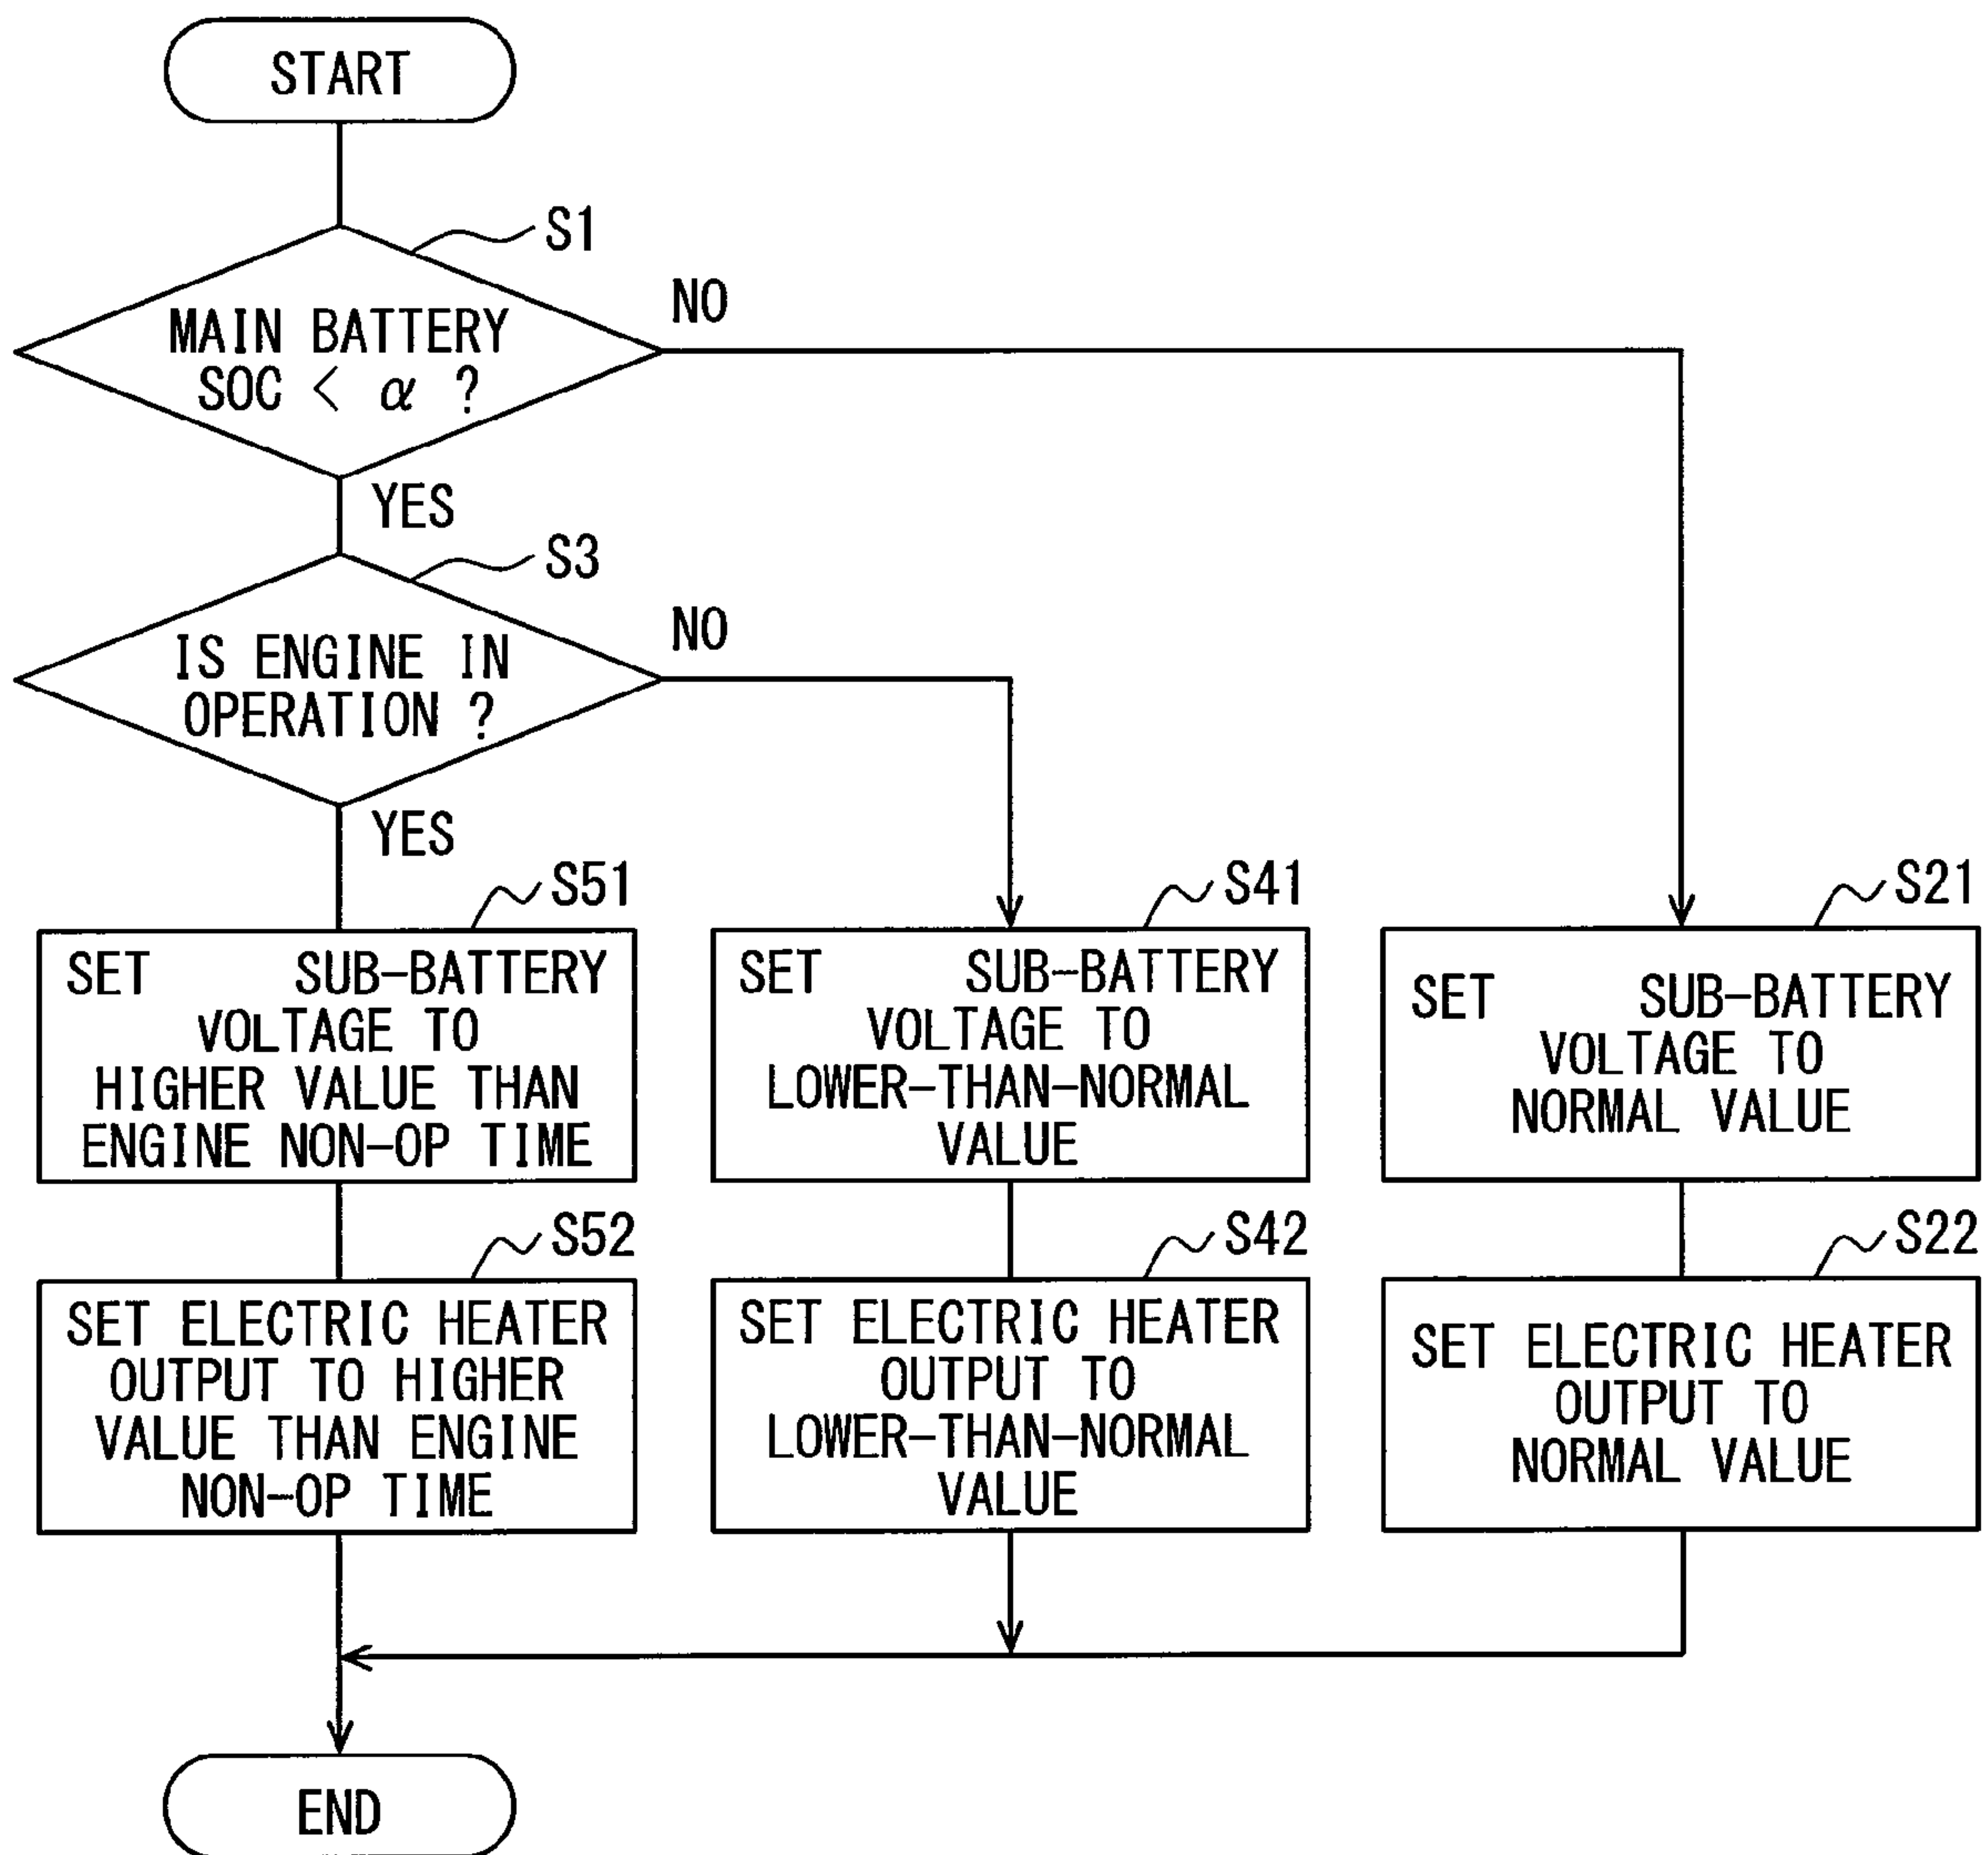 START
S1
MAIN BATTERY
SOC < α ?
NO
YES
S3
IS ENGINE IN
OPERATION ?
NO
YES
S51
SET SUB-BATTERY
VOLTAGE TO
HIGHER VALUE THAN
ENGINE NON-OP TIME
S41
SET SUB-BATTERY
VOLTAGE TO
LOWER-THAN-NORMAL
VALUE
S21
SET SUB-BATTERY
VOLTAGE TO
NORMAL VALUE
S52
SET ELECTRIC HEATER
OUTPUT TO HIGHER
VALUE THAN ENGINE
NON-OP TIME
S42
SET ELECTRIC HEATER
OUTPUT TO
LOWER-THAN-NORMAL
VALUE
S22
SET ELECTRIC HEATER
OUTPUT TO
NORMAL VALUE
END